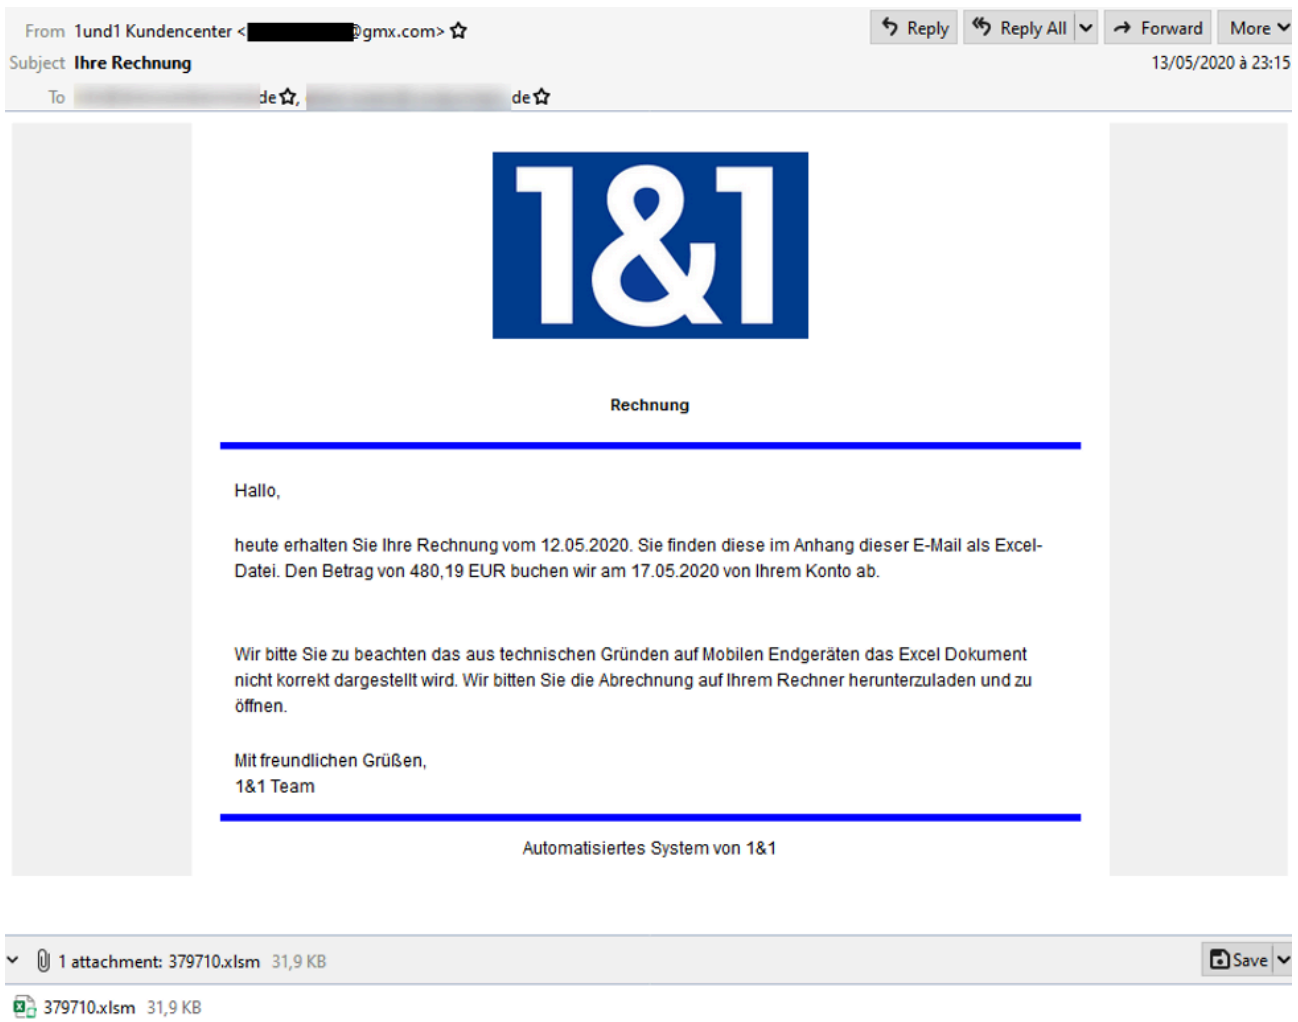 From 1und1 Kundencenter < @gmx.com>
Reply Reply All Forward More
Subject Ihre Rechnung
13/05/2020 à 23:15
To de, de
1&1
Rechnung
Hallo,
heute erhalten Sie Ihre Rechnung vom 12.05.2020. Sie finden diese im Anhang dieser E-Mail als Excel-
Datei. Den Betrag von 480,19 EUR buchen wir am 17.05.2020 von Ihrem Konto ab.
Wir bitte Sie zu beachten das aus technischen Gründen auf Mobilen Endgeräten das Excel Dokument
nicht korrekt dargestellt wird. Wir bitten Sie die Abrechnung auf Ihrem Rechner herunterzuladen und zu
öffnen.
Mit freundlichen Grüßen,
1&1 Team
Automatisiertes System von 1&1
1 attachment: 379710.xlsm 31,9 KB
Save
379710.xlsm 31,9 KB